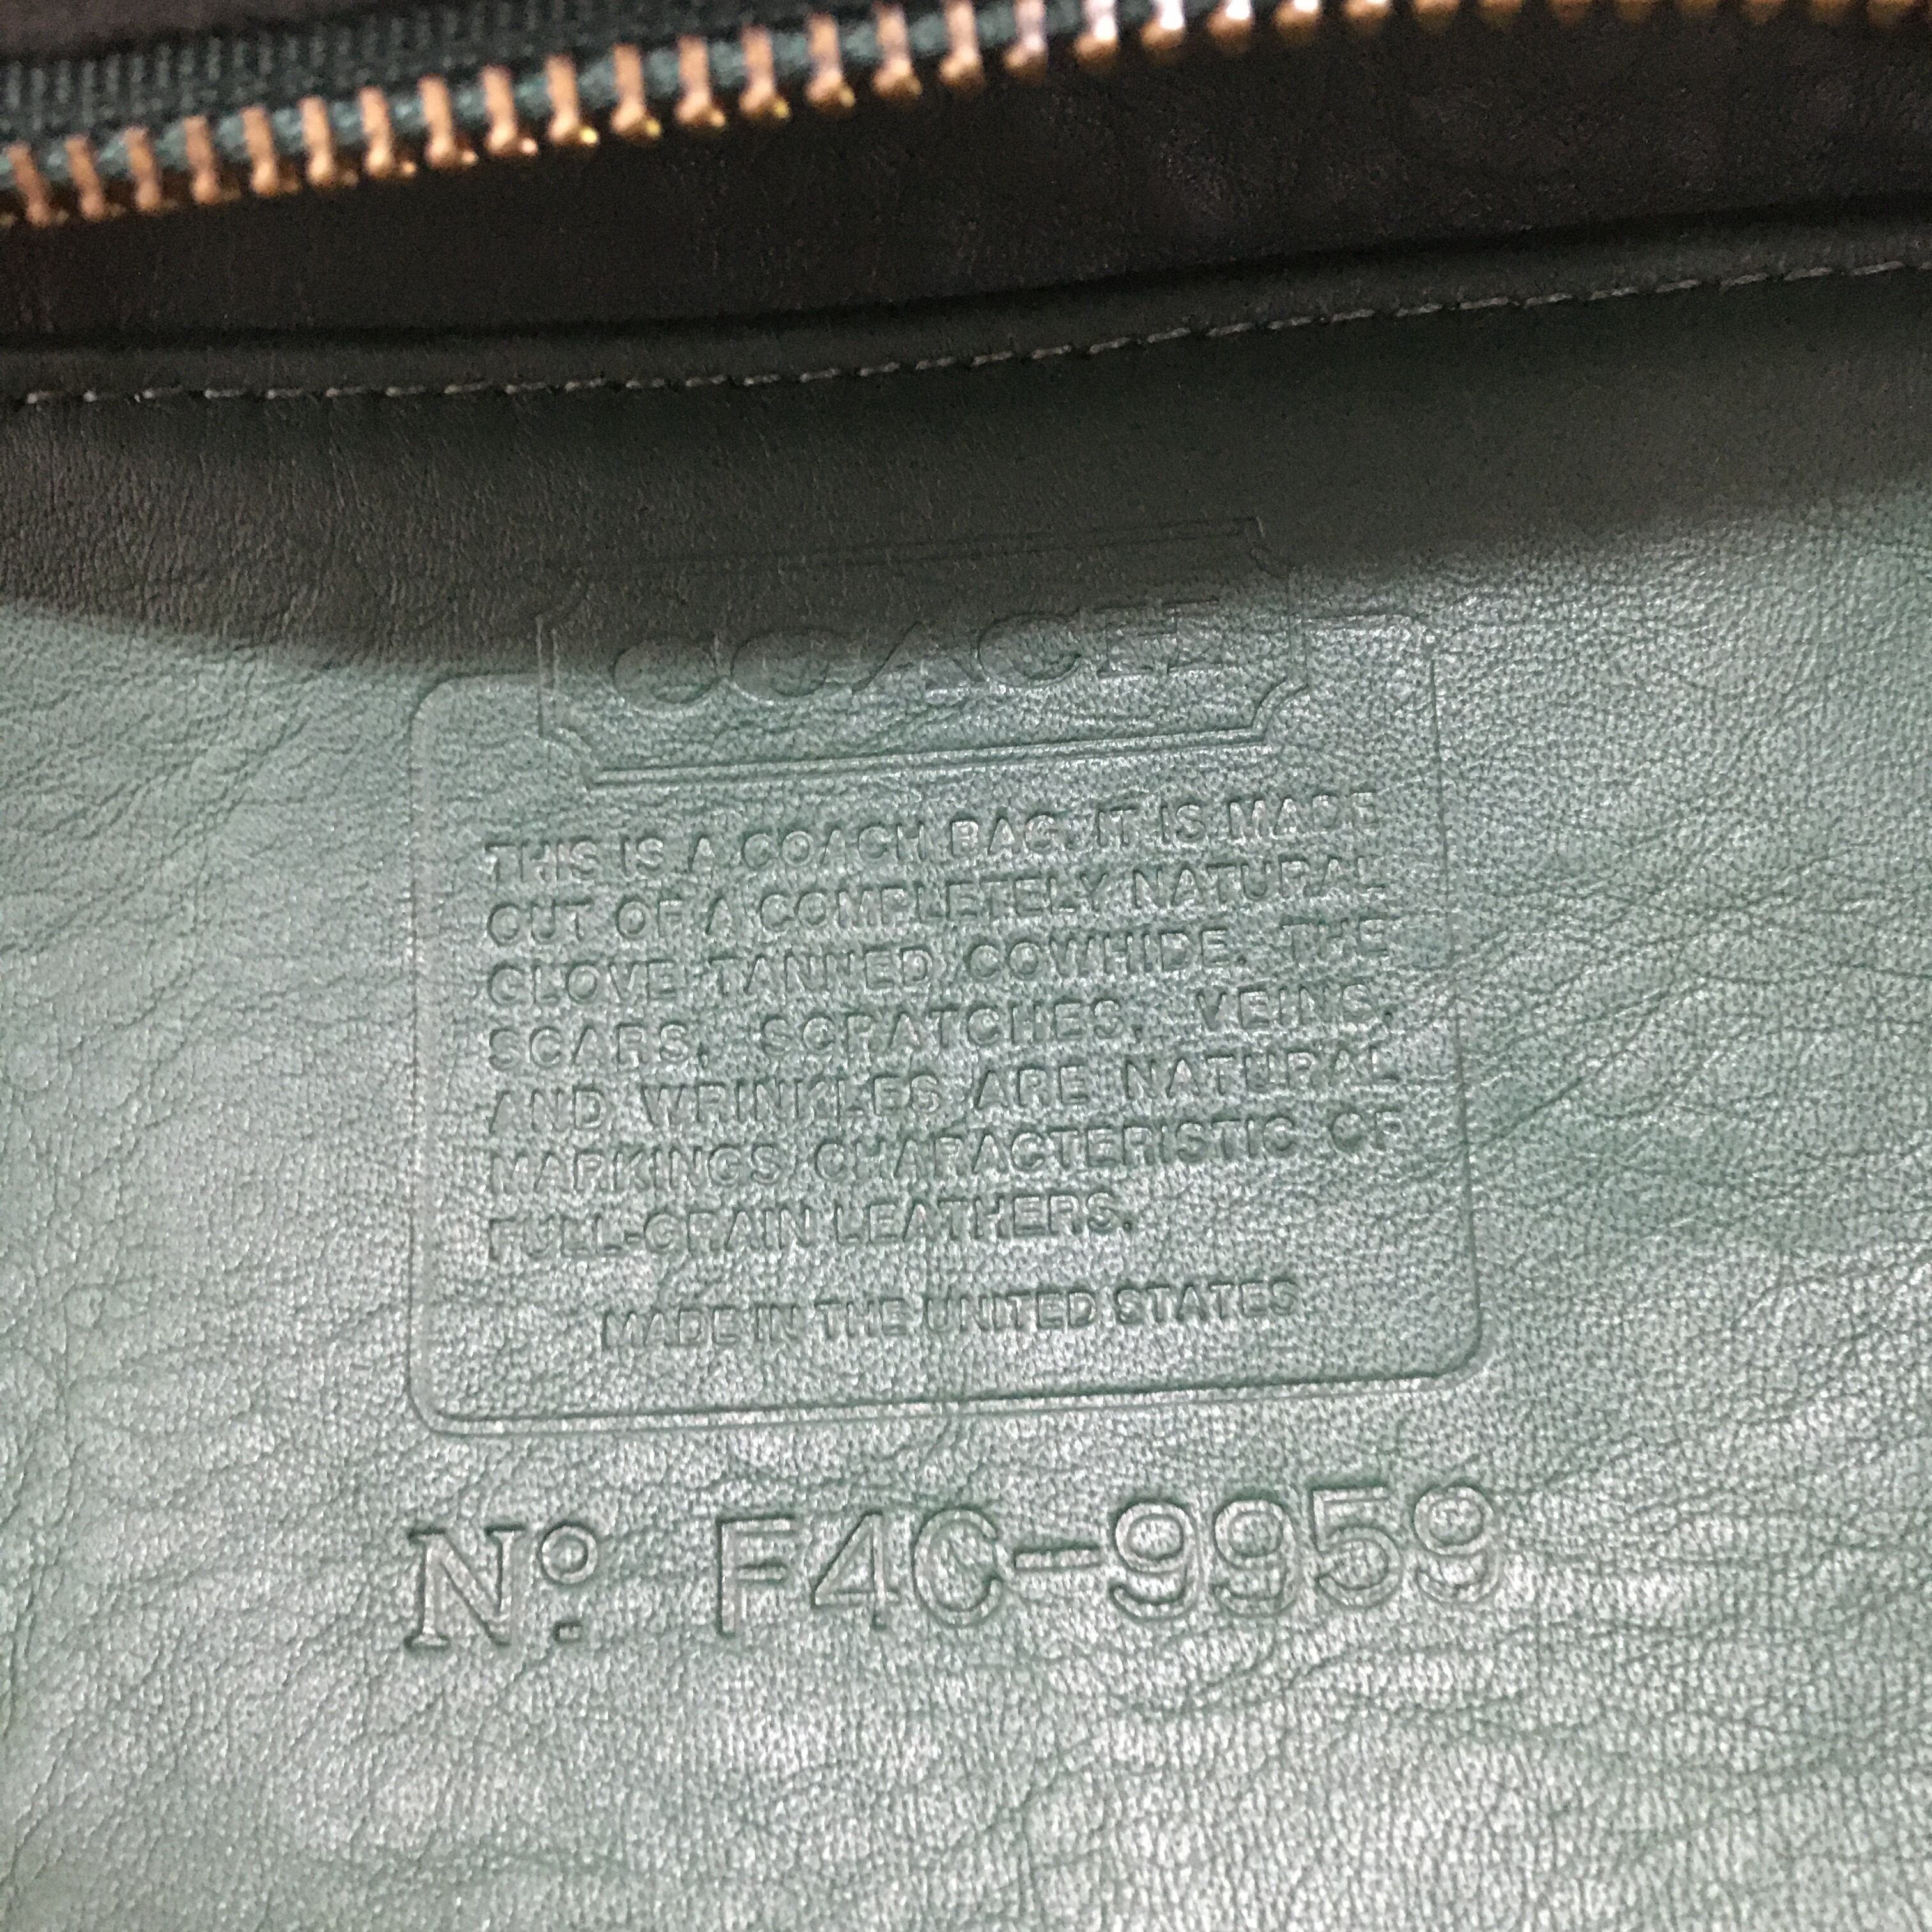 COACH
THIS IS A COACH BAG. IT IS MADE
OUT OF A COMPLETELY NATURAL
GLOVE TANNED COWHIDE. THE
SCARS, SCRATCHES, VEINS,
AND WRINKLES ARE NATURAL
MARKINGS CHARACTERISTIC OF
FULL-GRAIN LEATHERS.
MADE IN THE UNITED STATES
Nº F4C-9959